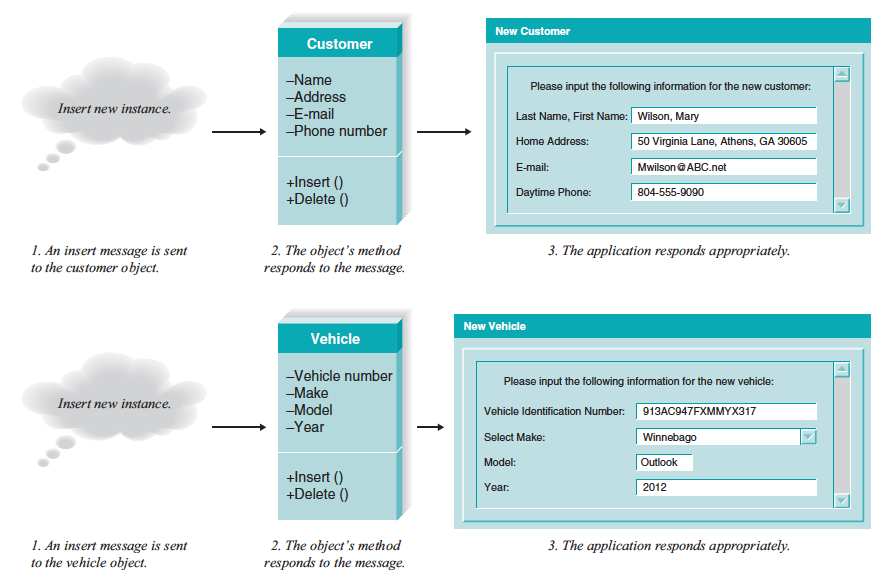 Insert new instance.
Customer
–Name
–Address
–E-mail
–Phone number
+Insert ()
+Delete ()
New Customer
Please input the following information for the new customer:
Last Name, First Name: Wilson, Mary
Home Address: 50 Virginia Lane, Athens, GA 30605
E-mail: Mwilson@ABC.net
Daytime Phone: 804-555-9090
1. An insert message is sent
to the customer object.
2. The object's method
responds to the message.
3. The application responds appropriately.
Insert new instance.
Vehicle
–Vehicle number
–Make
–Model
–Year
+Insert ()
+Delete ()
New Vehicle
Please input the following information for the new vehicle:
Vehicle Identification Number: 913AC947FXMMYX317
Select Make: Winnebago
Model: Outlook
Year: 2012
1. An insert message is sent
to the vehicle object.
2. The object's method
responds to the message.
3. The application responds appropriately.